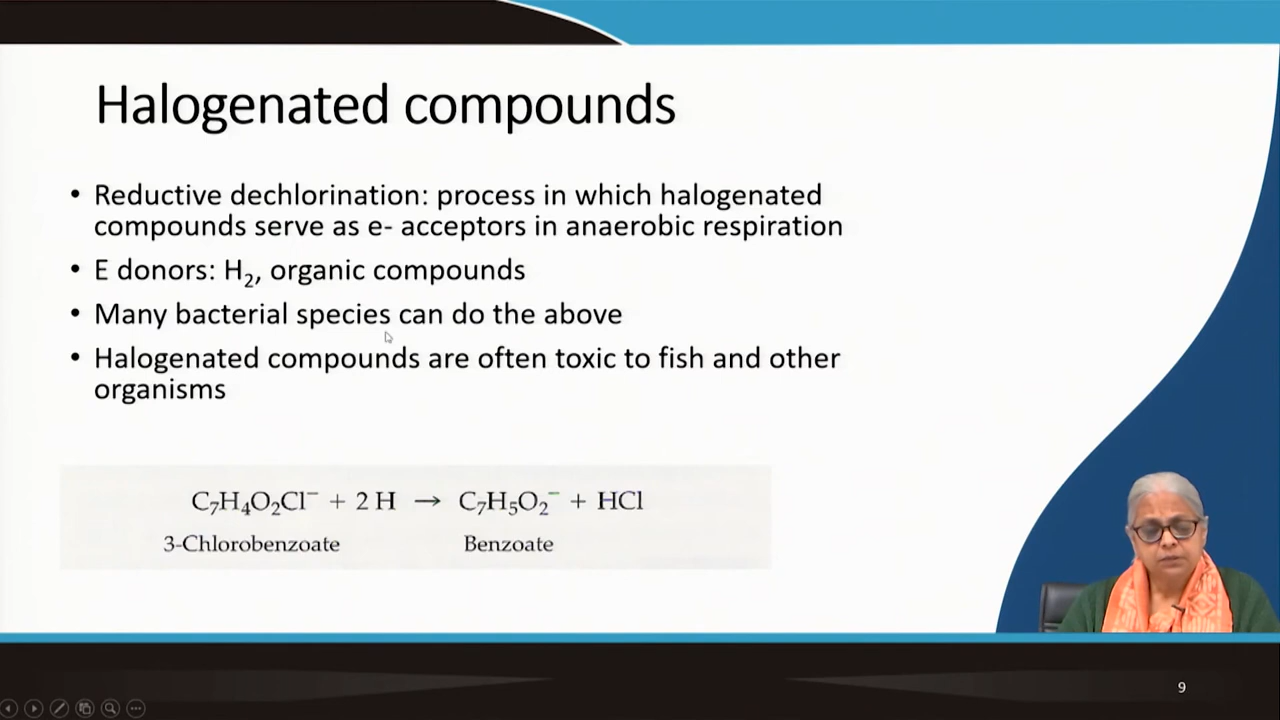 Halogenated compounds
• Reductive dechlorination: process in which halogenated
compounds serve as e- acceptors in anaerobic respiration
• E donors: H₂, organic compounds
• Many bacterial species can do the above
• Halogenated compounds are often toxic to fish and other
organisms
C₇H₄O₂Cl⁻ + 2 H → C₇H₅O₂⁻ + HCl
3-Chlorobenzoate Benzoate
9